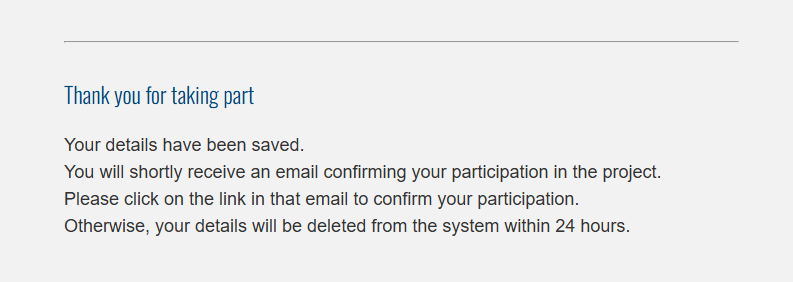 Thank you for taking part
Your details have been saved.
You will shortly receive an email confirming your participation in the project.
Please click on the link in that email to confirm your participation.
Otherwise, your details will be deleted from the system within 24 hours.